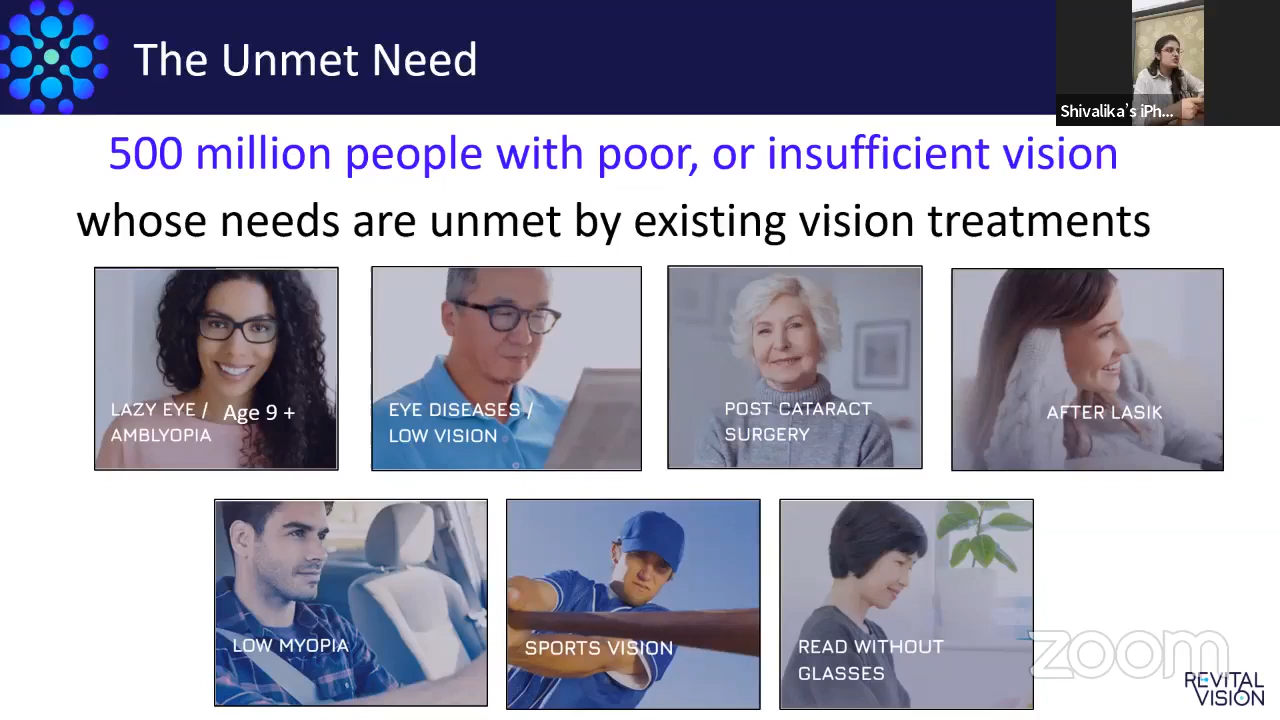 The Unmet Need
Shivalika's iPh...
500 million people with poor, or insufficient vision
whose needs are unmet by existing vision treatments
LAZY EYE / Age 9 +
AMBLYOPIA
EYE DISEASES /
LOW VISION
POST CATARACT
SURGERY
AFTER LASIK
LOW MYOPIA
SPORTS VISION
READ WITHOUT
GLASSES
zoom
REVITAL
VISION